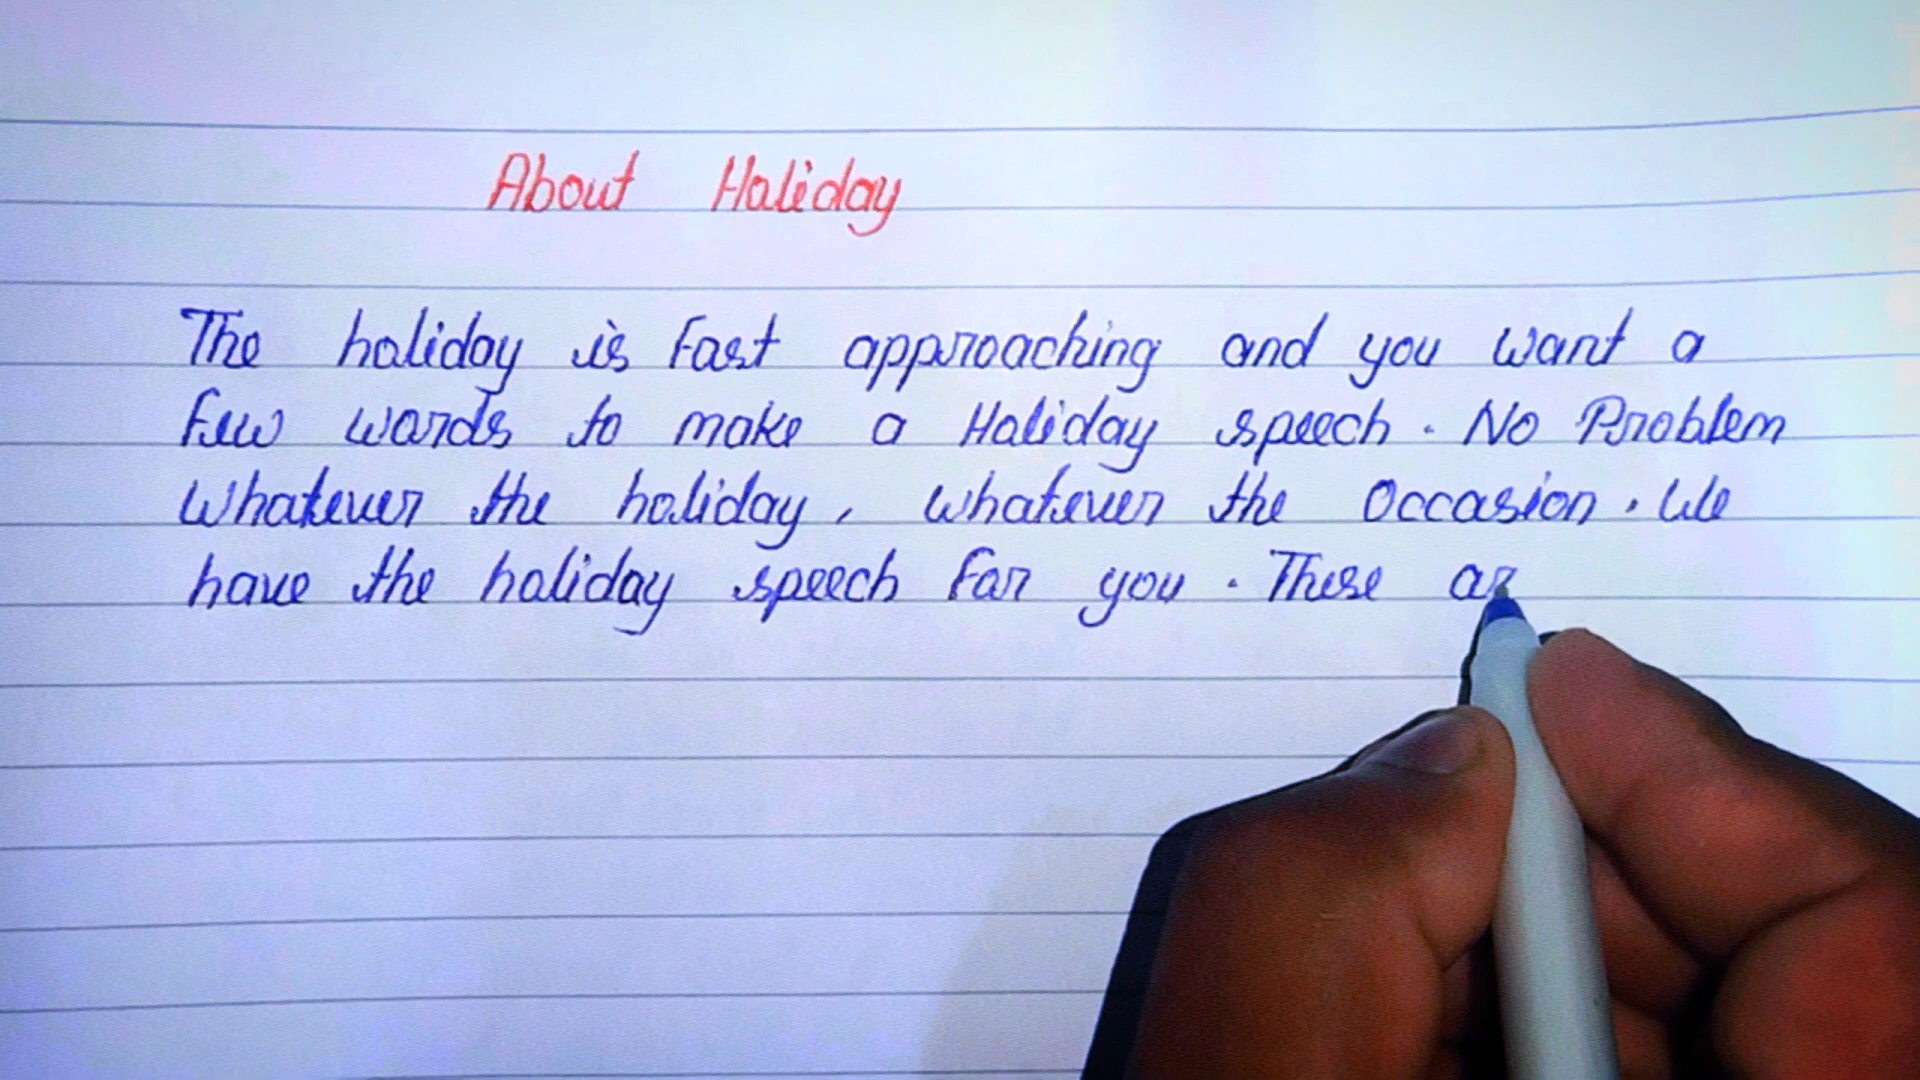 About Holiday
The holiday is Fast approaching and you want a
Few words to make a Holiday speech. No Problem
Whatever the holiday, whatever the Occasion. We
have the holiday speech For you. These ar